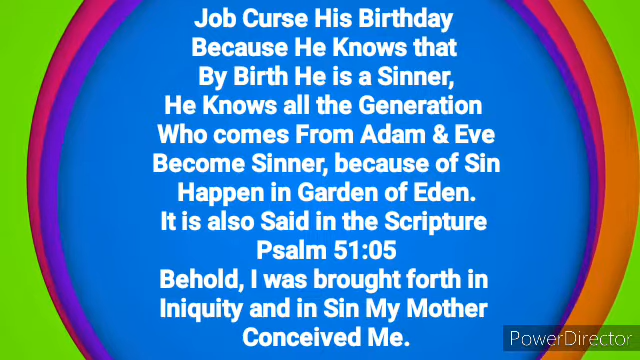 Job Curse His Birthday
Because He Knows that
By Birth He is a Sinner,
He Knows all the Generation
Who comes From Adam & Eve
Become Sinner, because of Sin
Happen in Garden of Eden.
It is also Said in the Scripture
Psalm 51:05
Behold, I was brought forth in
Iniquity and in Sin My Mother
Conceived Me.
PowerDirector